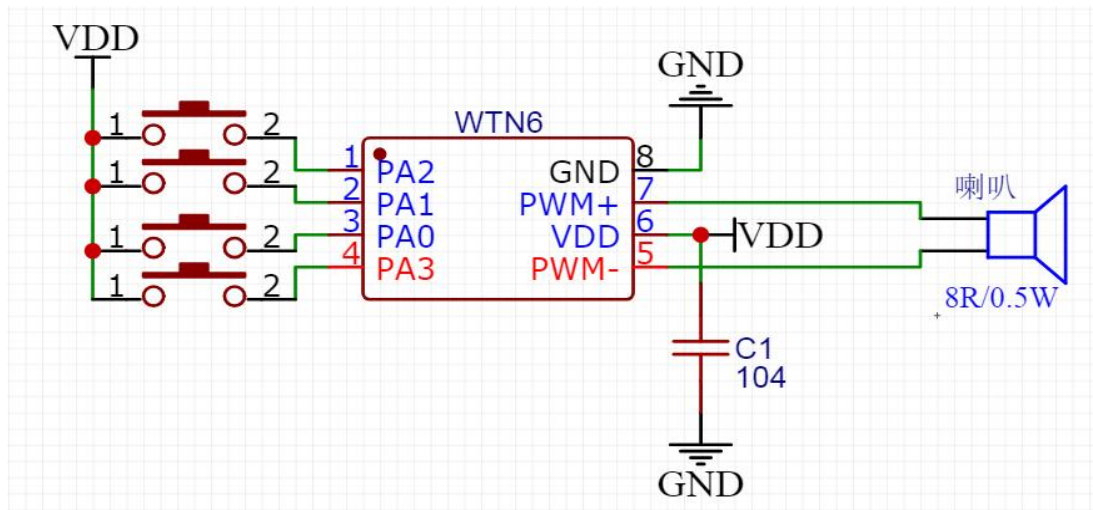 VDD
GND
WTN6
1 2
1 2
1 2
1 2
1 PA2
2 PA1
3 PA0
4 PA3
GND 8
PWM+ 7
VDD 6
PWM- 5
VDD
喇叭
8R/0.5W
C1
104
GND